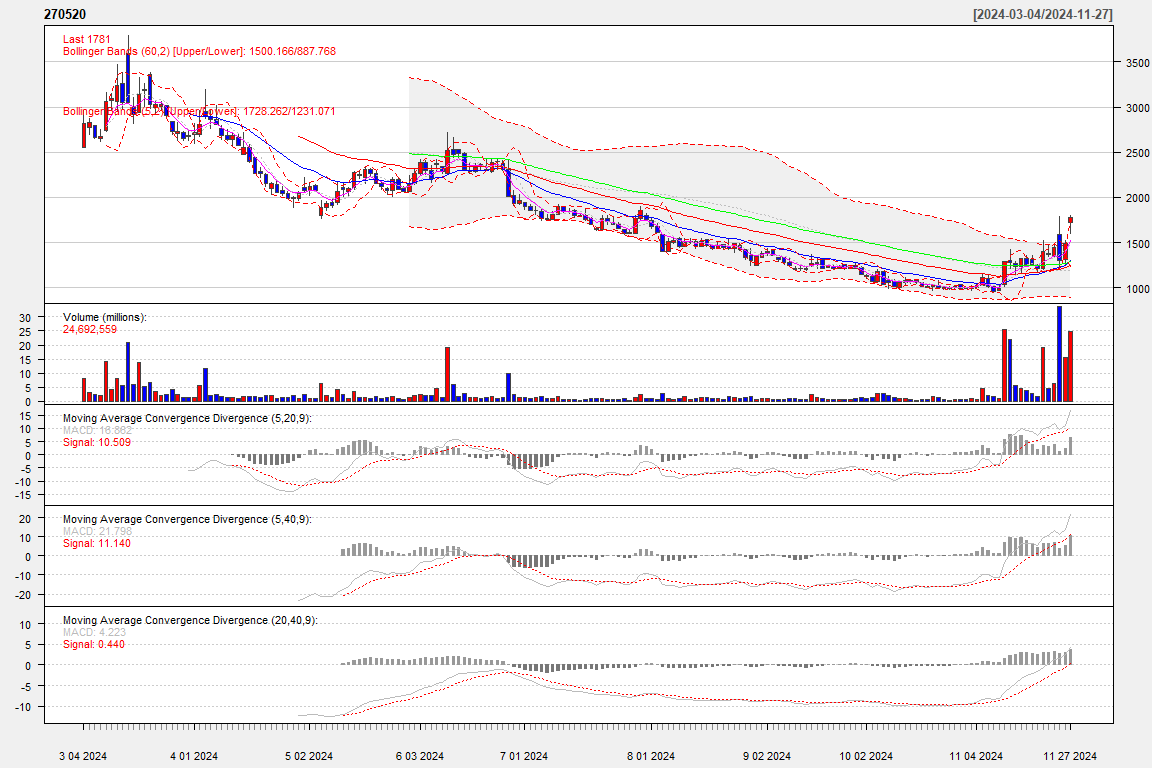 270520
[2024-03-04/2024-11-27]
Last 1781
Bollinger Bands (60,2) [Upper/Lower]: 1500.166/887.768
Bollinger Bands (5,2) [Upper/Lower]: 1728.262/1231.071
3500
3000
2500
2000
1500
1000
Volume (millions):
24,692,559
30
25
20
15
10
5
0
Moving Average Convergence Divergence (5,20,9):
MACD: 16.862
Signal: 10.509
15
10
5
0
-5
-10
-15
Moving Average Convergence Divergence (5,40,9):
MACD: 21.798
Signal: 11.140
20
10
0
-10
-20
Moving Average Convergence Divergence (20,40,9):
MACD: 4.223
Signal: 0.440
10
5
0
-5
-10
3 04 2024
4 01 2024
5 02 2024
6 03 2024
7 01 2024
8 01 2024
9 02 2024
10 02 2024
11 04 2024
11 27 2024